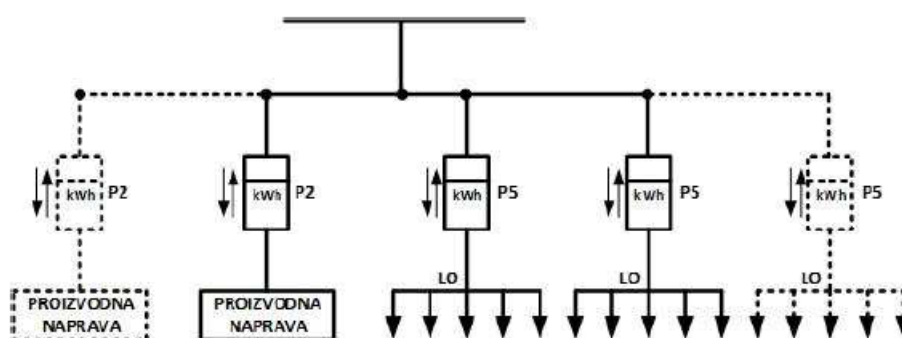 kWh P2 kWh P2 kWh P5 kWh P5 kWh P5
LO LO LO
PROIZVODNA PROIZVODNA
NAPRAVA NAPRAVA